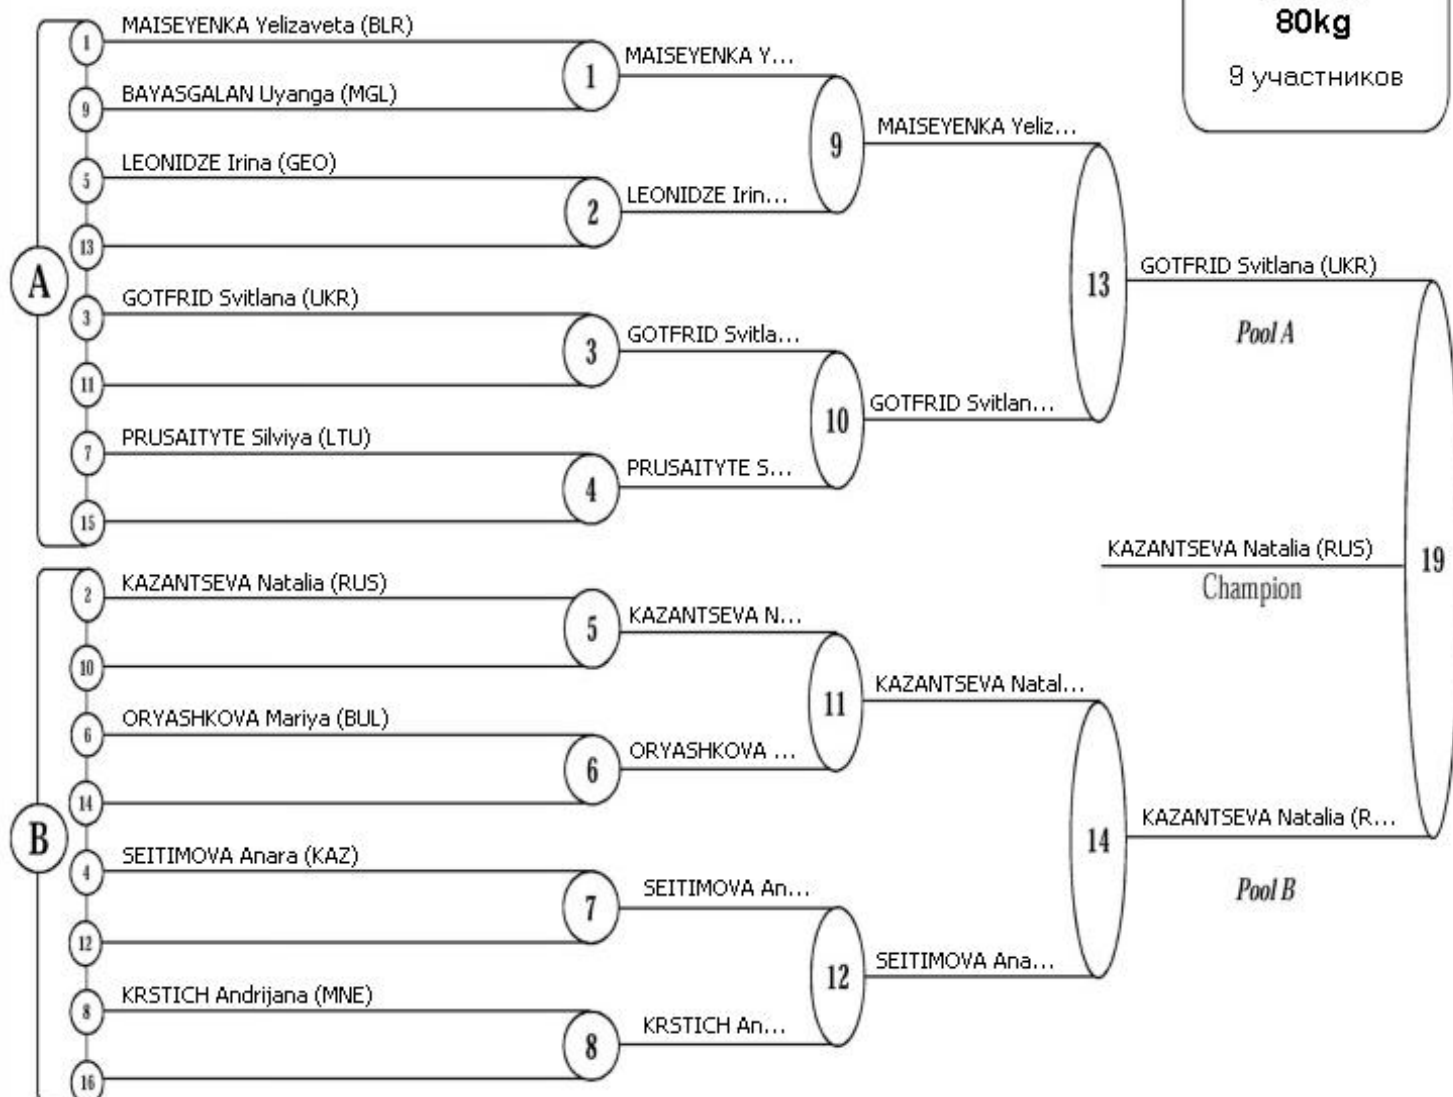 80kg
9 участников
A
1
MAISEYENKA Yelizaveta (BLR)
9
BAYASGALAN Uyanga (MGL)
5
LEONIDZE Irina (GEO)
13
3
GOTFRID Svitlana (UKR)
11
7
PRUSAITYTE Silviya (LTU)
15
B
2
KAZANTSEVA Natalia (RUS)
10
6
ORYASHKOVA Mariya (BUL)
14
4
SEITIMOVA Anara (KAZ)
12
8
KRSTICH Andrijana (MNE)
16
1
MAISEYENKA Y...
2
LEONIDZE Irin...
3
GOTFRID Svitla...
4
PRUSAITYTE S...
5
KAZANTSEVA N...
6
ORYASHKOVA ...
7
SEITIMOVA An...
8
KRSTICH An...
9
MAISEYENKA Yeliz...
10
GOTFRID Svitlan...
11
KAZANTSEVA Natal...
12
SEITIMOVA Ana...
13
GOTFRID Svitlana (UKR)
Pool A
14
KAZANTSEVA Natalia (R...
Pool B
KAZANTSEVA Natalia (RUS)
Champion
19